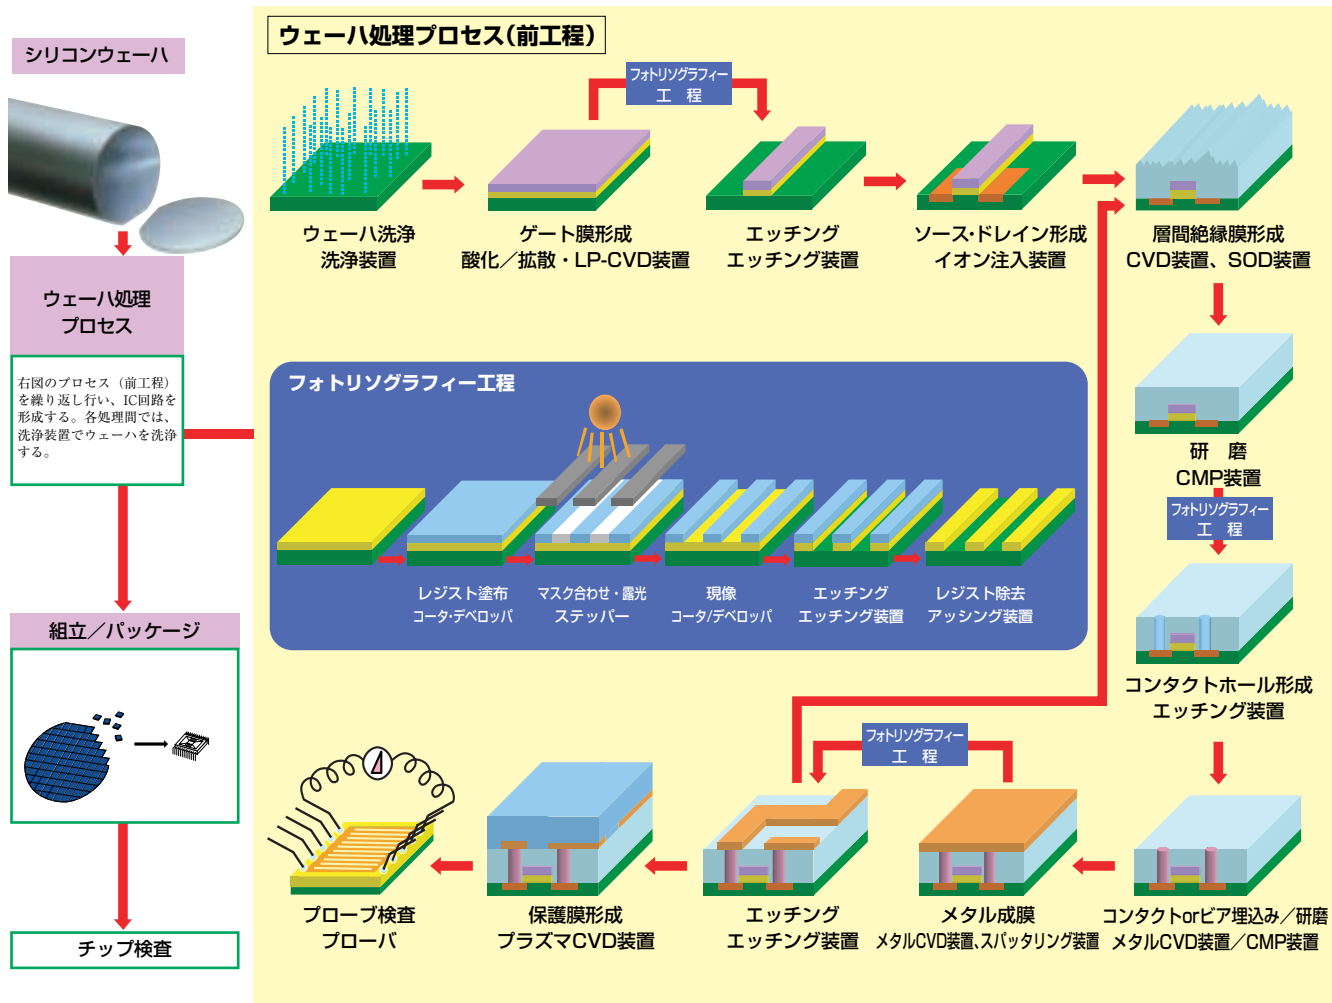 シリコンウェーハ
ウェーハ処理
プロセス
右図のプロセス（前工程）
を繰り返し行い、IC回路を
形成する。各処理間では、
洗浄装置でウェーハを洗浄
する。
組立／パッケージ
チップ検査
ウェーハ処理プロセス（前工程）
フォトリソグラフィー
工　程
ウェーハ洗浄
洗浄装置
ゲート膜形成
酸化／拡散・LP-CVD装置
エッチング
エッチング装置
ソース・ドレイン形成
イオン注入装置
層間絶縁膜形成
CVD装置、SOD装置
研　磨
CMP装置
フォトリソグラフィー
工　程
コンタクトホール形成
エッチング装置
フォトリソグラフィー工程
レジスト塗布
コータ・デベロッパ
マスク合わせ・露光
ステッパー
現像
コータ/デベロッパ
エッチング
エッチング装置
レジスト除去
アッシング装置
フォトリソグラフィー
工　程
コンタクトorビア埋込み／研磨
メタルCVD装置／CMP装置
メタル成膜
メタルCVD装置、スパッタリング装置
エッチング
エッチング装置
保護膜形成
プラズマCVD装置
プローブ検査
プローバ